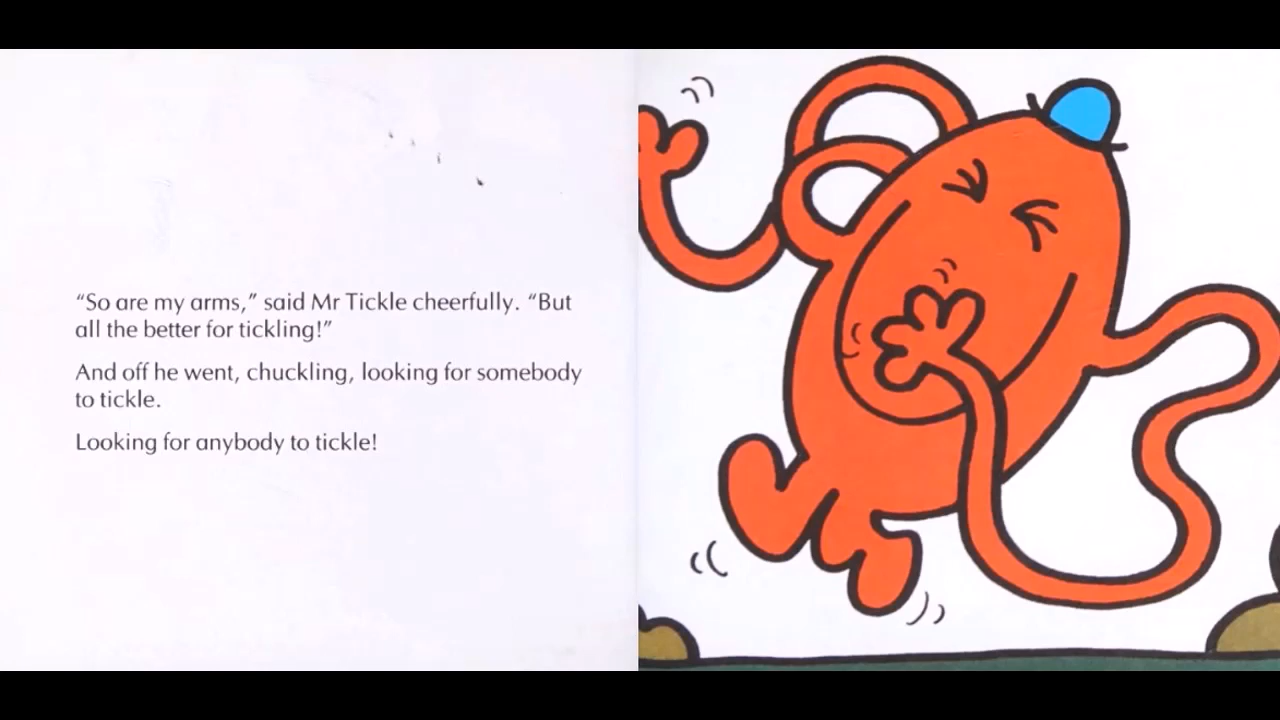 “So are my arms,” said Mr Tickle cheerfully. “But
all the better for tickling!”
And off he went, chuckling, looking for somebody
to tickle.
Looking for anybody to tickle!